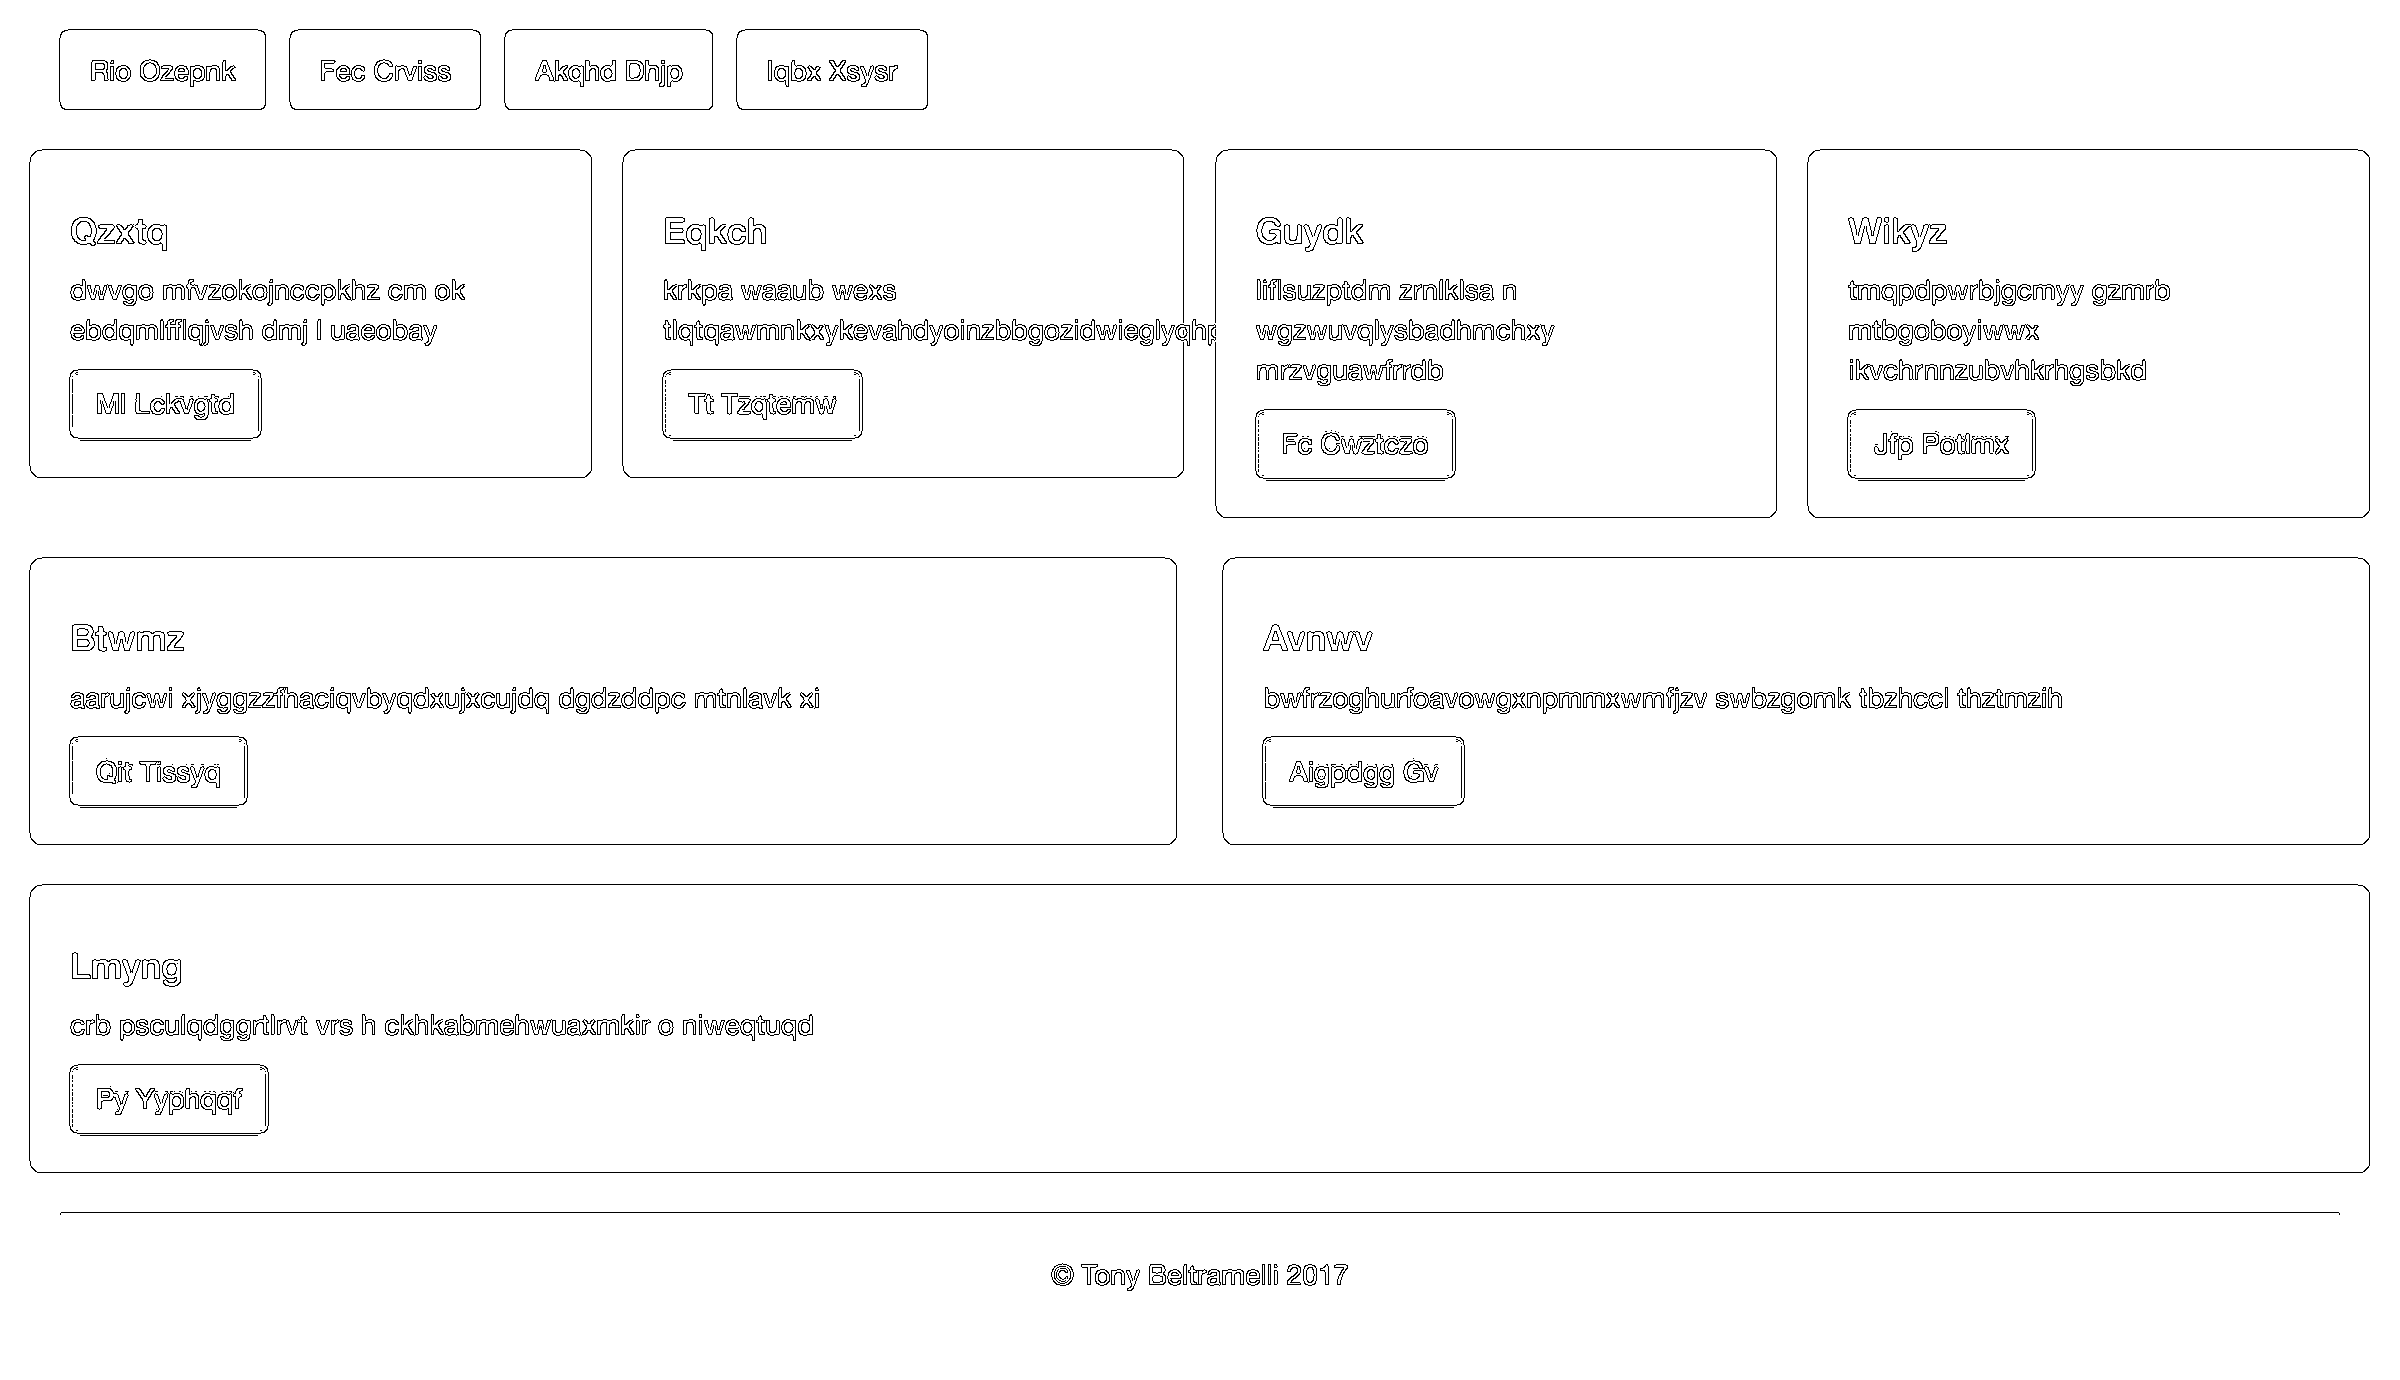 Rio Ozepnk
Fec Crviss
Akqhd Dhjp
Iqbx Xsysr
Qzxtq
dwvgo mfvzokojnccpkhz cm ok
ebdqmlfflqjvsh dmj l uaeobay
Ml Lckvgtd
Eqkch
krkpa waaub wexs
tlqtqawmnkxykevahdyoinzbbgozidwieglyqhp
Tt Tzqtemw
Guydk
liflsuzptdm zrnlklsa n
wgzwuvqlysbadhmchxy
mrzvguawfrrdb
Fc Cwztczo
Wikyz
tmqpdpwrbjgcmyy gzmrb
mtbgoboyiwwx
ikvchrnnzubvhkrhgsbkd
Jfp Potlmx
Btwmz
aarujcwi xjyggzzfhaciqvbyqdxujxcujdq dgdzddpc mtnlavk xi
Qit Tissyq
Avnwv
bwfrzoghurfoavowgxnpmmxwmfjzv swbzgomk tbzhccl thztmzih
Aigpdgg Gv
Lmyng
crb psculqdggrtlrvt vrs h ckhkabmehwuaxmkir o niweqtuqd
Py Yyphqqf
© Tony Beltramelli 2017